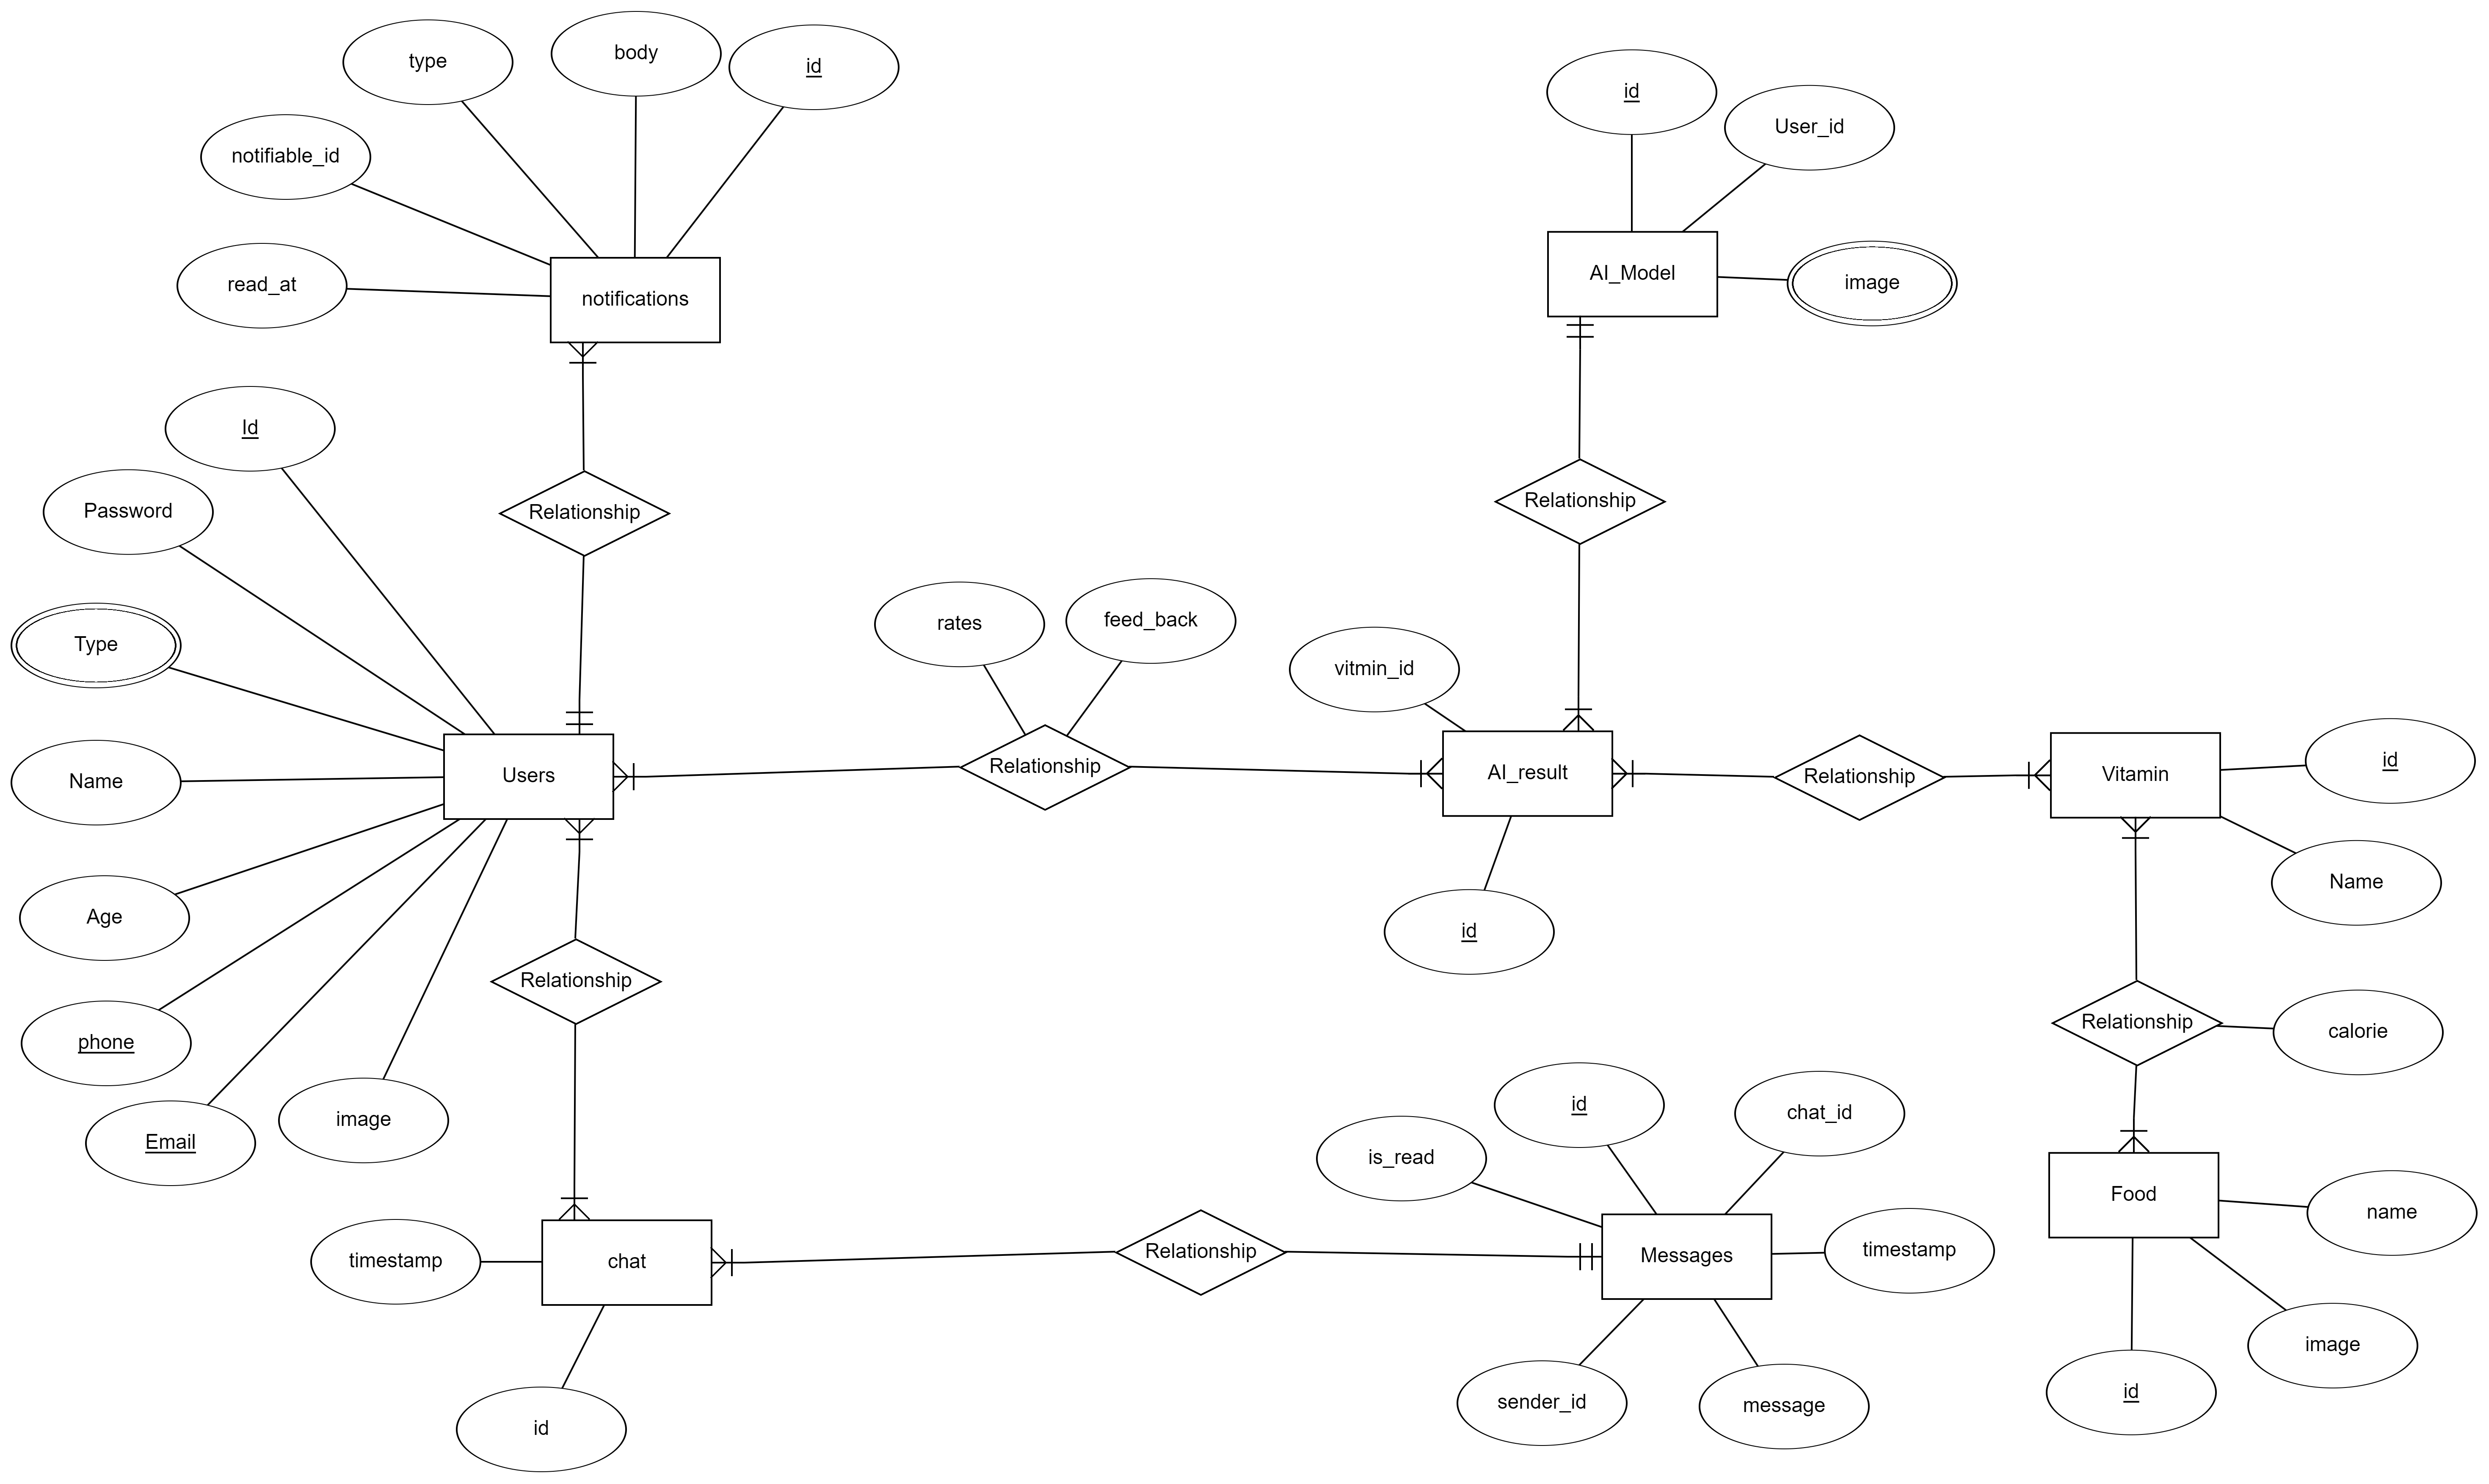 type
body
id
notifiable_id
read_at
notifications
id
User_id
AI_Model
image
Id
Password
Type
Name
Age
phone
Email
image
Users
Relationship
Relationship
rates
feed_back
Relationship
Relationship
vitmin_id
AI_result
id
Relationship
Vitamin
id
Name
Relationship
calorie
Food
name
image
id
timestamp
chat
id
Relationship
is_read
id
chat_id
Messages
timestamp
sender_id
message